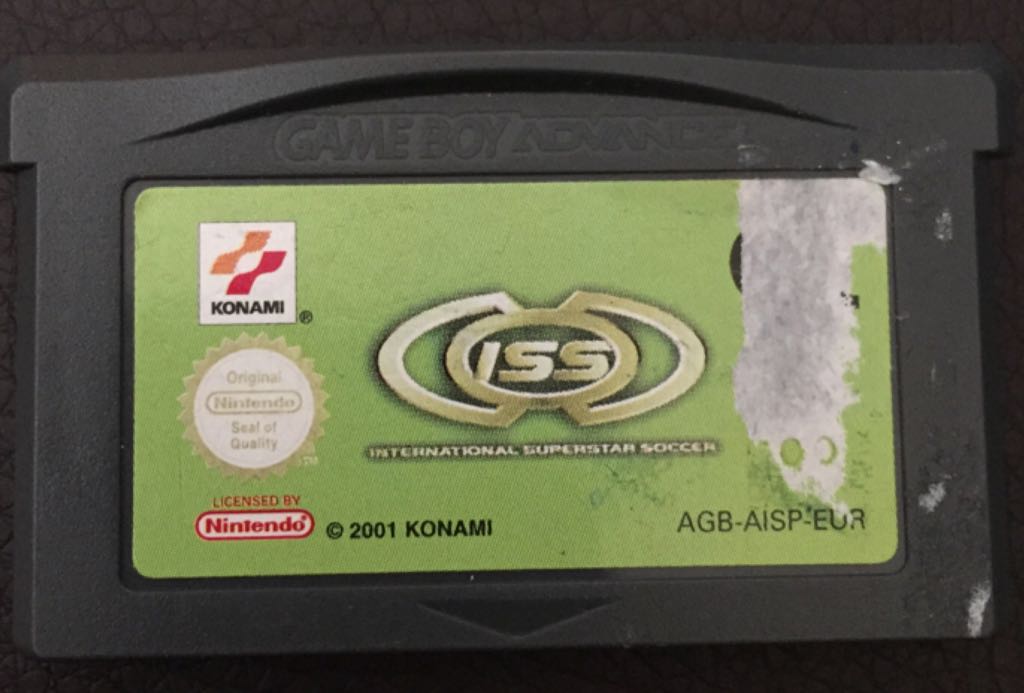 GAME BOY ADVANCE
KONAMI®
ISS
INTERNATIONAL SUPERSTAR SOCCER
Original
Nintendo
Seal of
Quality
TM
LICENSED BY
Nintendo®
© 2001 KONAMI
AGB-AISP-EUR